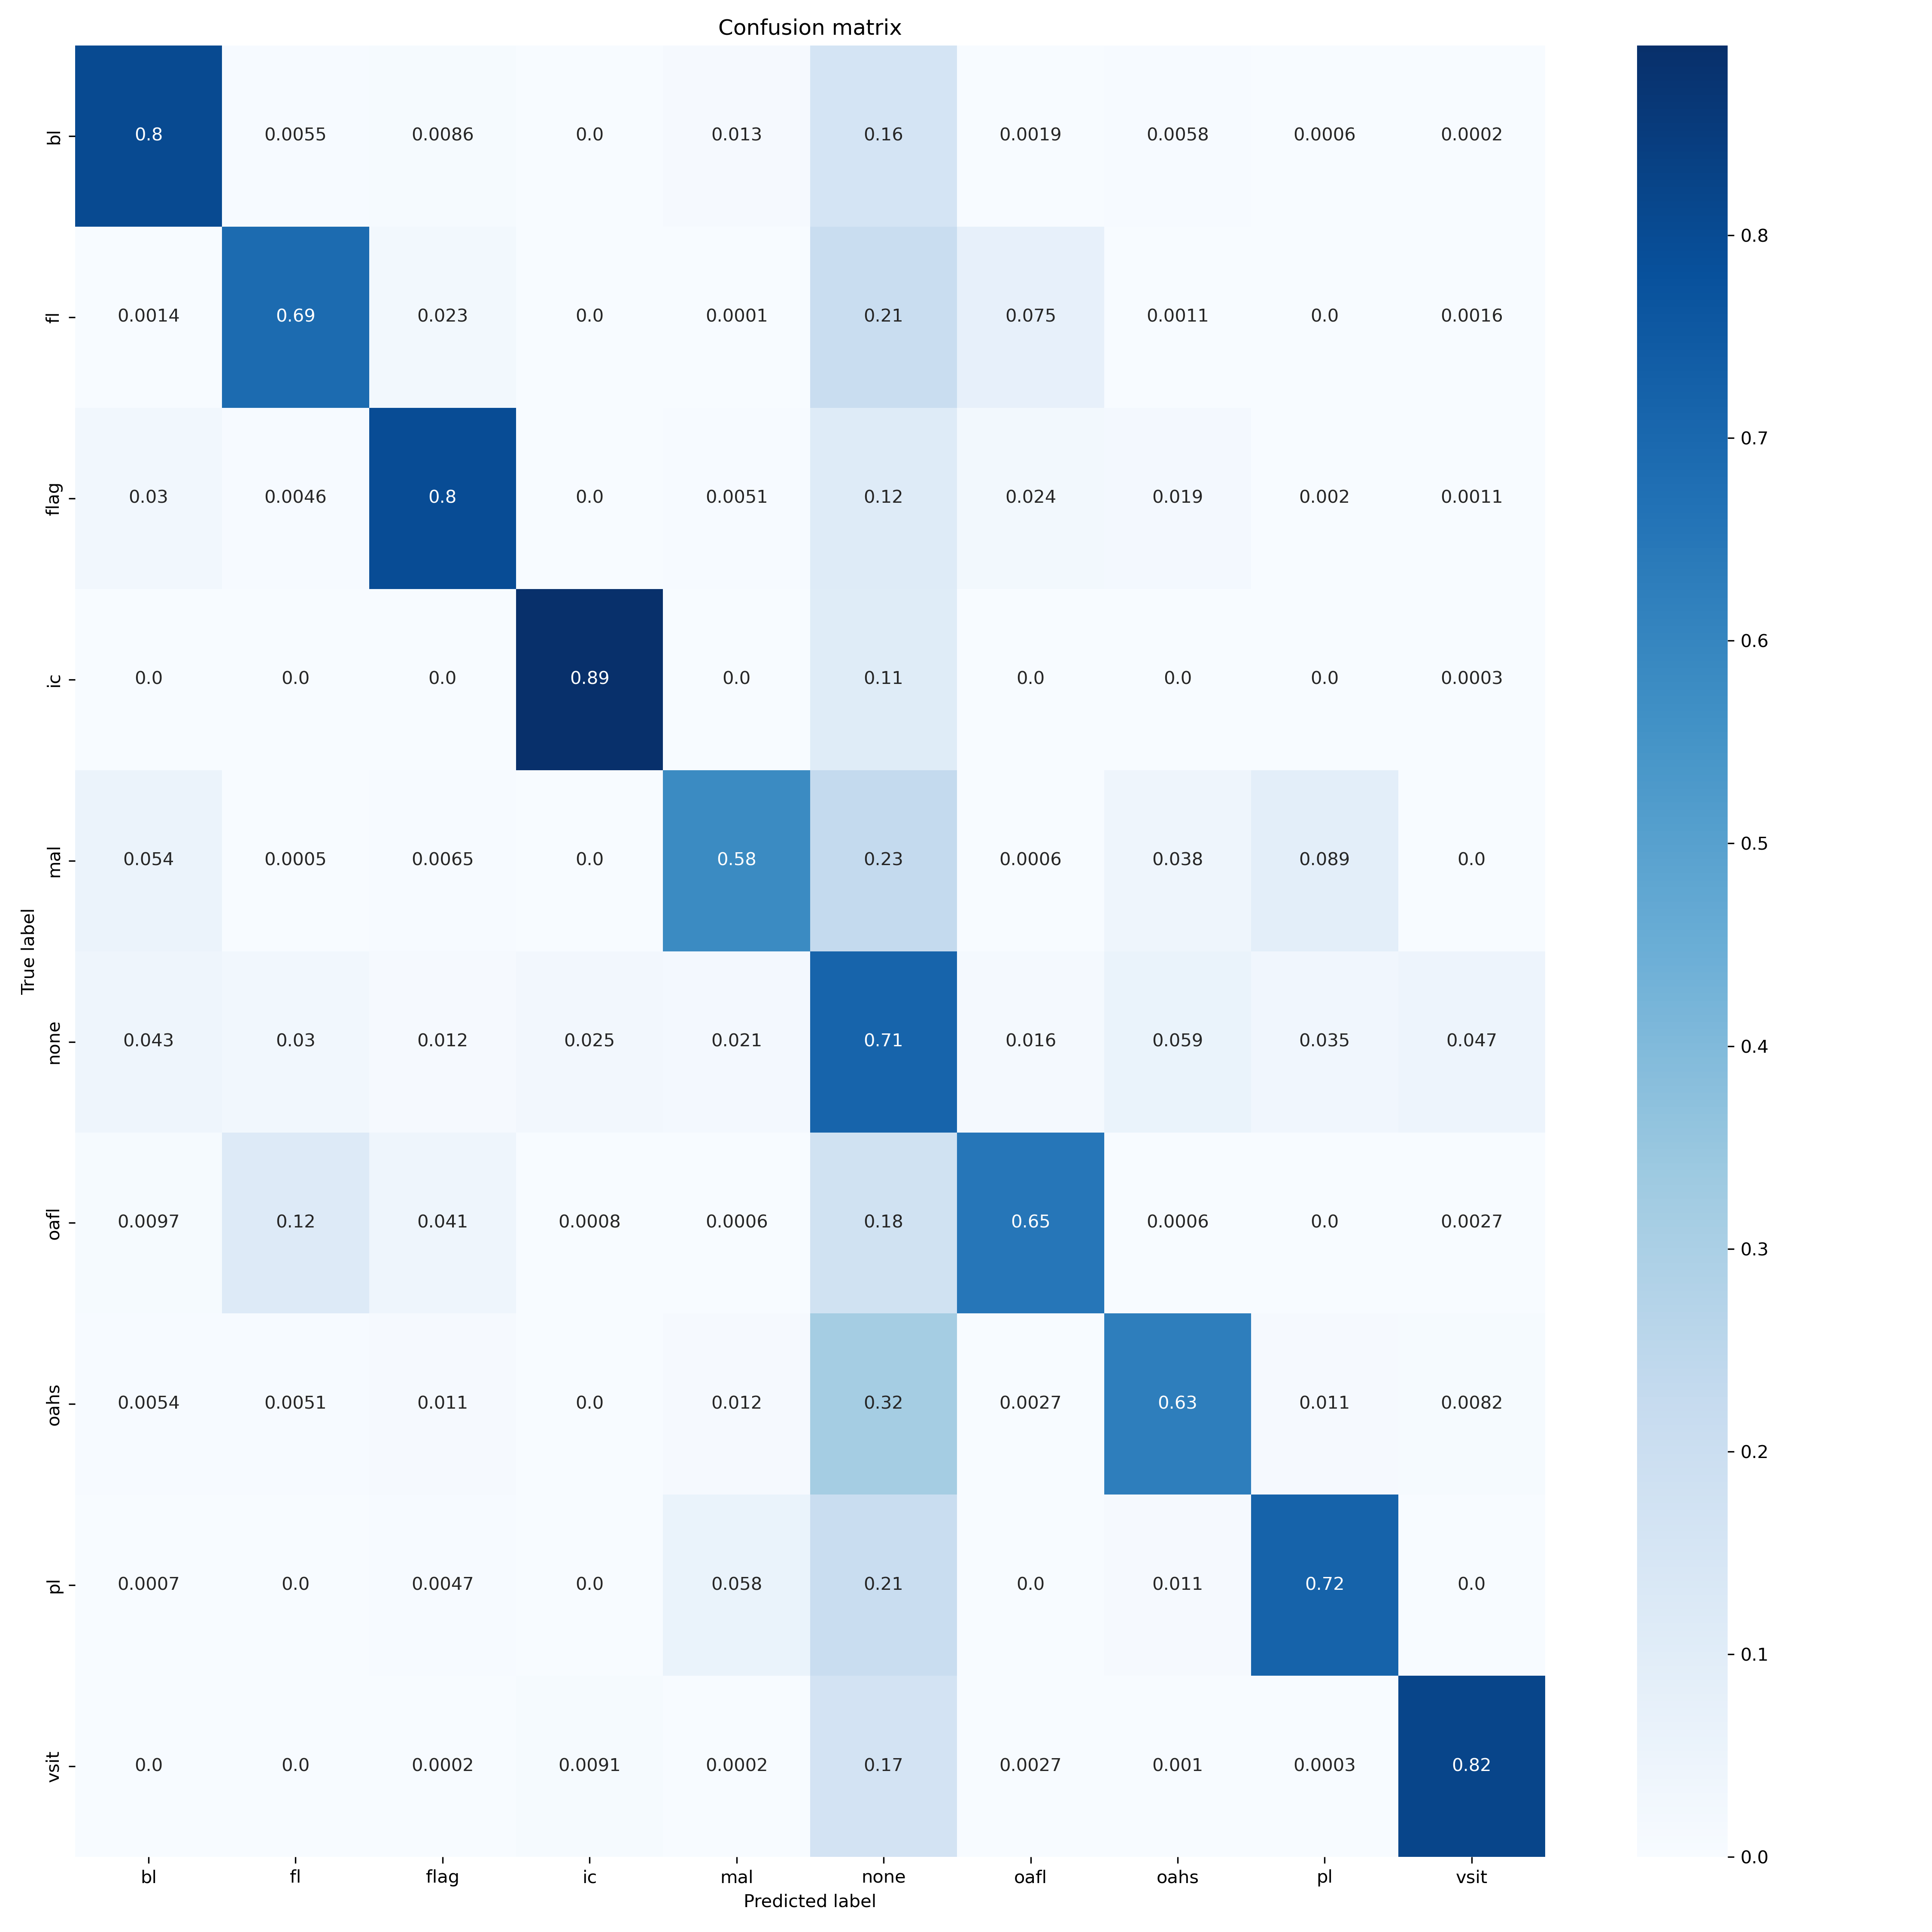 Confusion matrix
bl 0.8 0.0055 0.0086 0.0 0.013 0.16 0.0019 0.0058 0.0006 0.0002
fl 0.0014 0.69 0.023 0.0 0.0001 0.21 0.075 0.0011 0.0 0.0016
flag 0.03 0.0046 0.8 0.0 0.0051 0.12 0.024 0.019 0.002 0.0011
ic 0.0 0.0 0.0 0.89 0.0 0.11 0.0 0.0 0.0 0.0003
mal 0.054 0.0005 0.0065 0.0 0.58 0.23 0.0006 0.038 0.089 0.0
True label
none 0.043 0.03 0.012 0.025 0.021 0.71 0.016 0.059 0.035 0.047
oafl 0.0097 0.12 0.041 0.0008 0.0006 0.18 0.65 0.0006 0.0 0.0027
oahs 0.0054 0.0051 0.011 0.0 0.012 0.32 0.0027 0.63 0.011 0.0082
pl 0.0007 0.0 0.0047 0.0 0.058 0.21 0.0 0.011 0.72 0.0
vsit 0.0 0.0 0.0002 0.0091 0.0002 0.17 0.0027 0.001 0.0003 0.82
bl fl flag ic mal none oafl oahs pl vsit
Predicted label
0.8
0.7
0.6
0.5
0.4
0.3
0.2
0.1
0.0